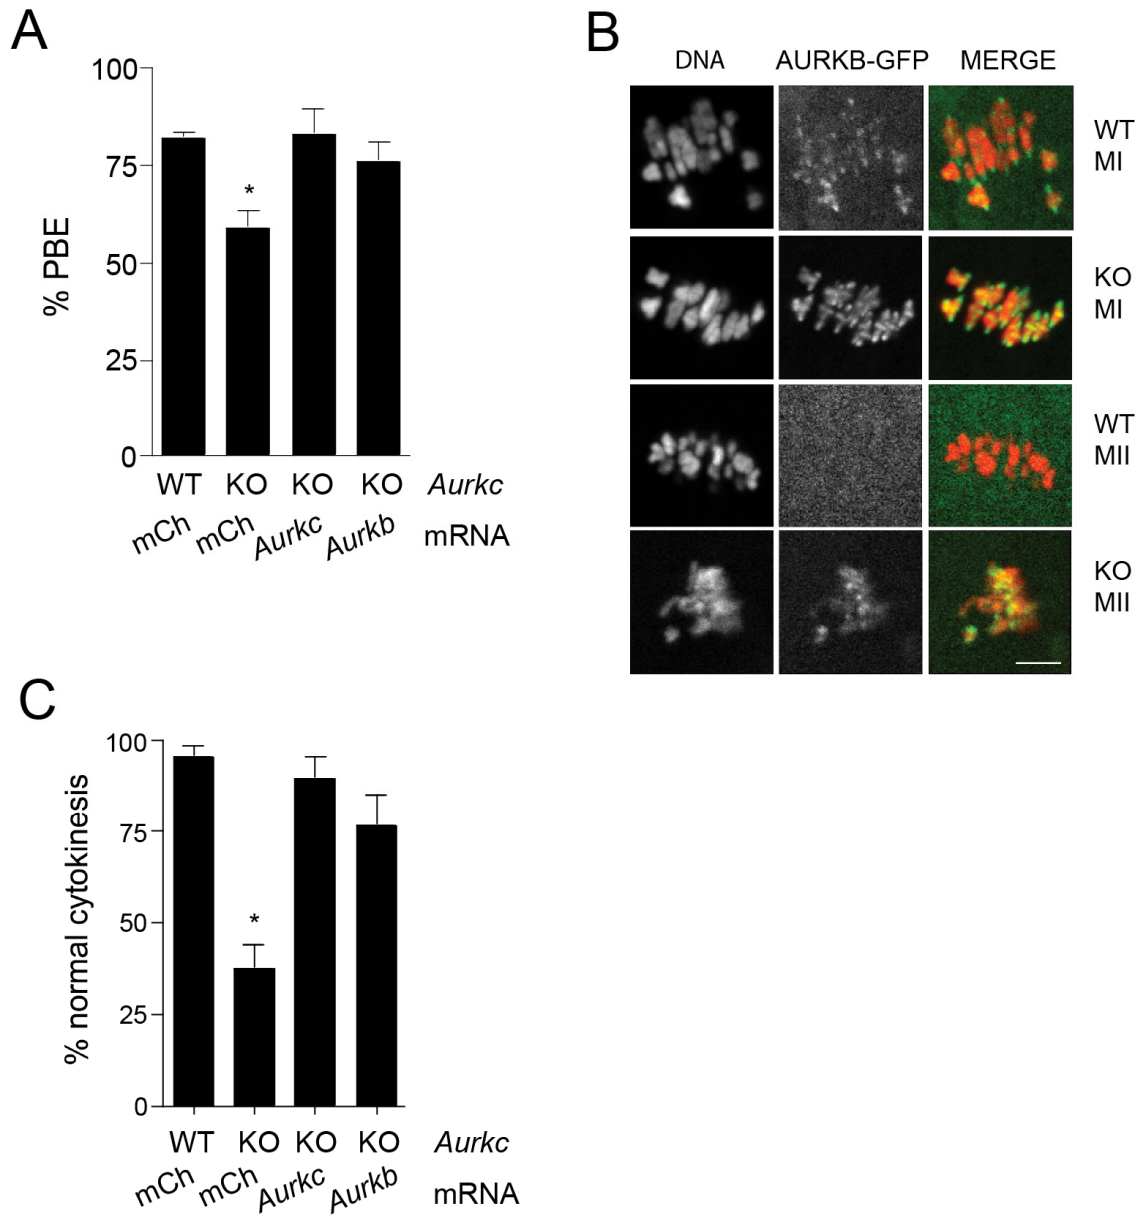 A
100
75
50
25
0
% PBE
*
WT KO KO KO Aurkc
mCh mCh Aurkc Aurkb mRNA
B
DNA AURKB-GFP MERGE
WT
MI
KO
MI
WT
MII
KO
MII
C
100
75
50
25
0
% normal cytokinesis
*
WT KO KO KO Aurkc
mCh mCh Aurkc Aurkb mRNA